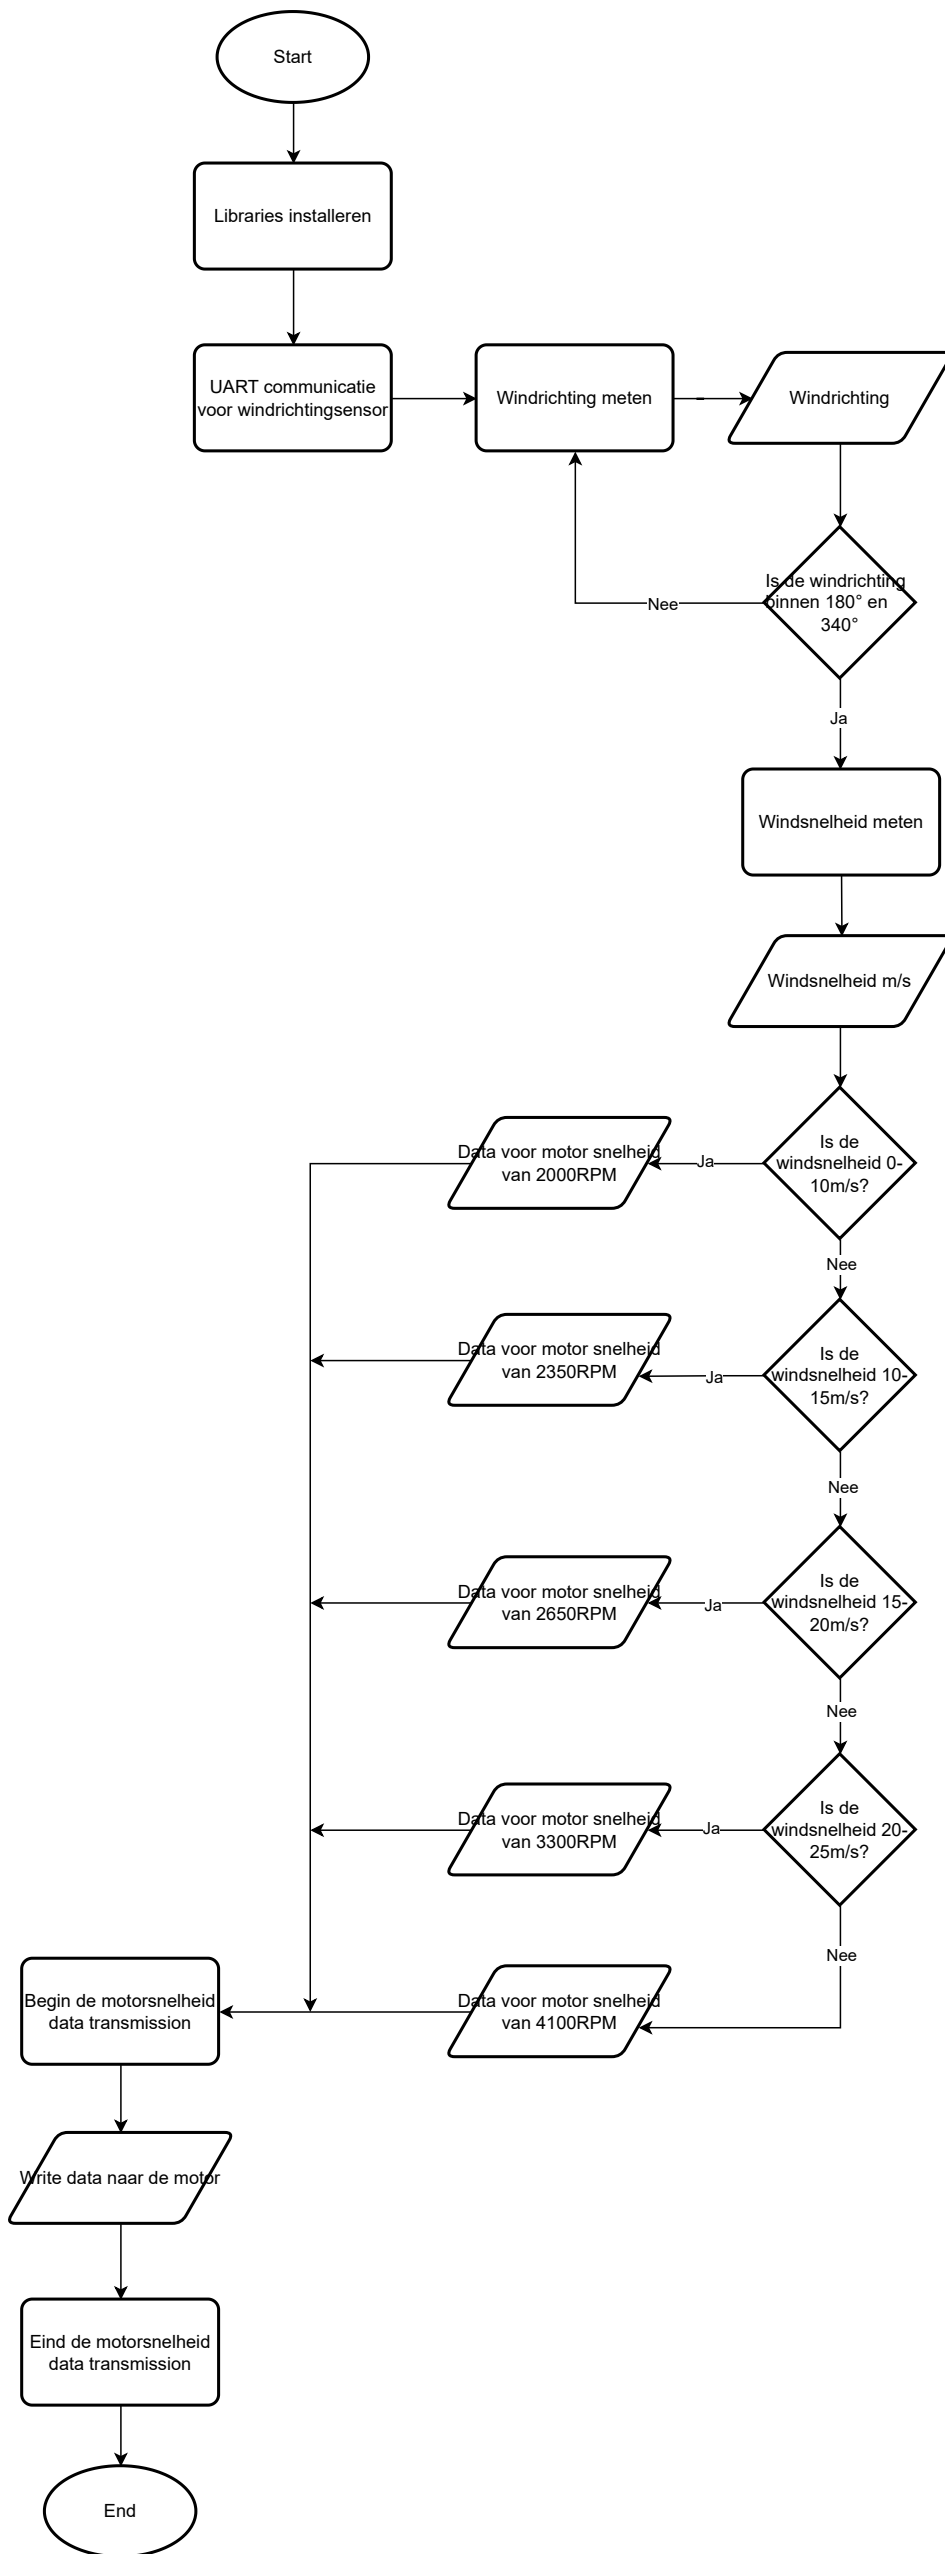 Start
Libraries installeren
UART communicatie
voor windrichtingsensor
Windrichting meten
-
Windrichting
Is de windrichting
binnen 180° en
340°
Nee
Ja
Windsnelheid meten
Windsnelheid m/s
Is de
windsnelheid 0-
10m/s?
Ja
Data voor motor snelheid
van 2000RPM
Nee
Is de
windsnelheid 10-
15m/s?
Ja
Data voor motor snelheid
van 2350RPM
Nee
Is de
windsnelheid 15-
20m/s?
Ja
Data voor motor snelheid
van 2650RPM
Nee
Is de
windsnelheid 20-
25m/s?
Ja
Data voor motor snelheid
van 3300RPM
Nee
Data voor motor snelheid
van 4100RPM
Begin de motorsnelheid
data transmission
Write data naar de motor
Eind de motorsnelheid
data transmission
End